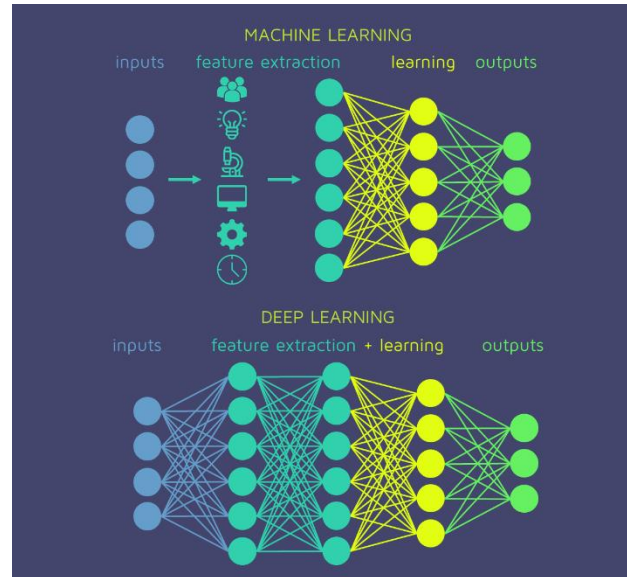 MACHINE LEARNING
inputs feature extraction learning outputs
DEEP LEARNING
inputs feature extraction + learning outputs